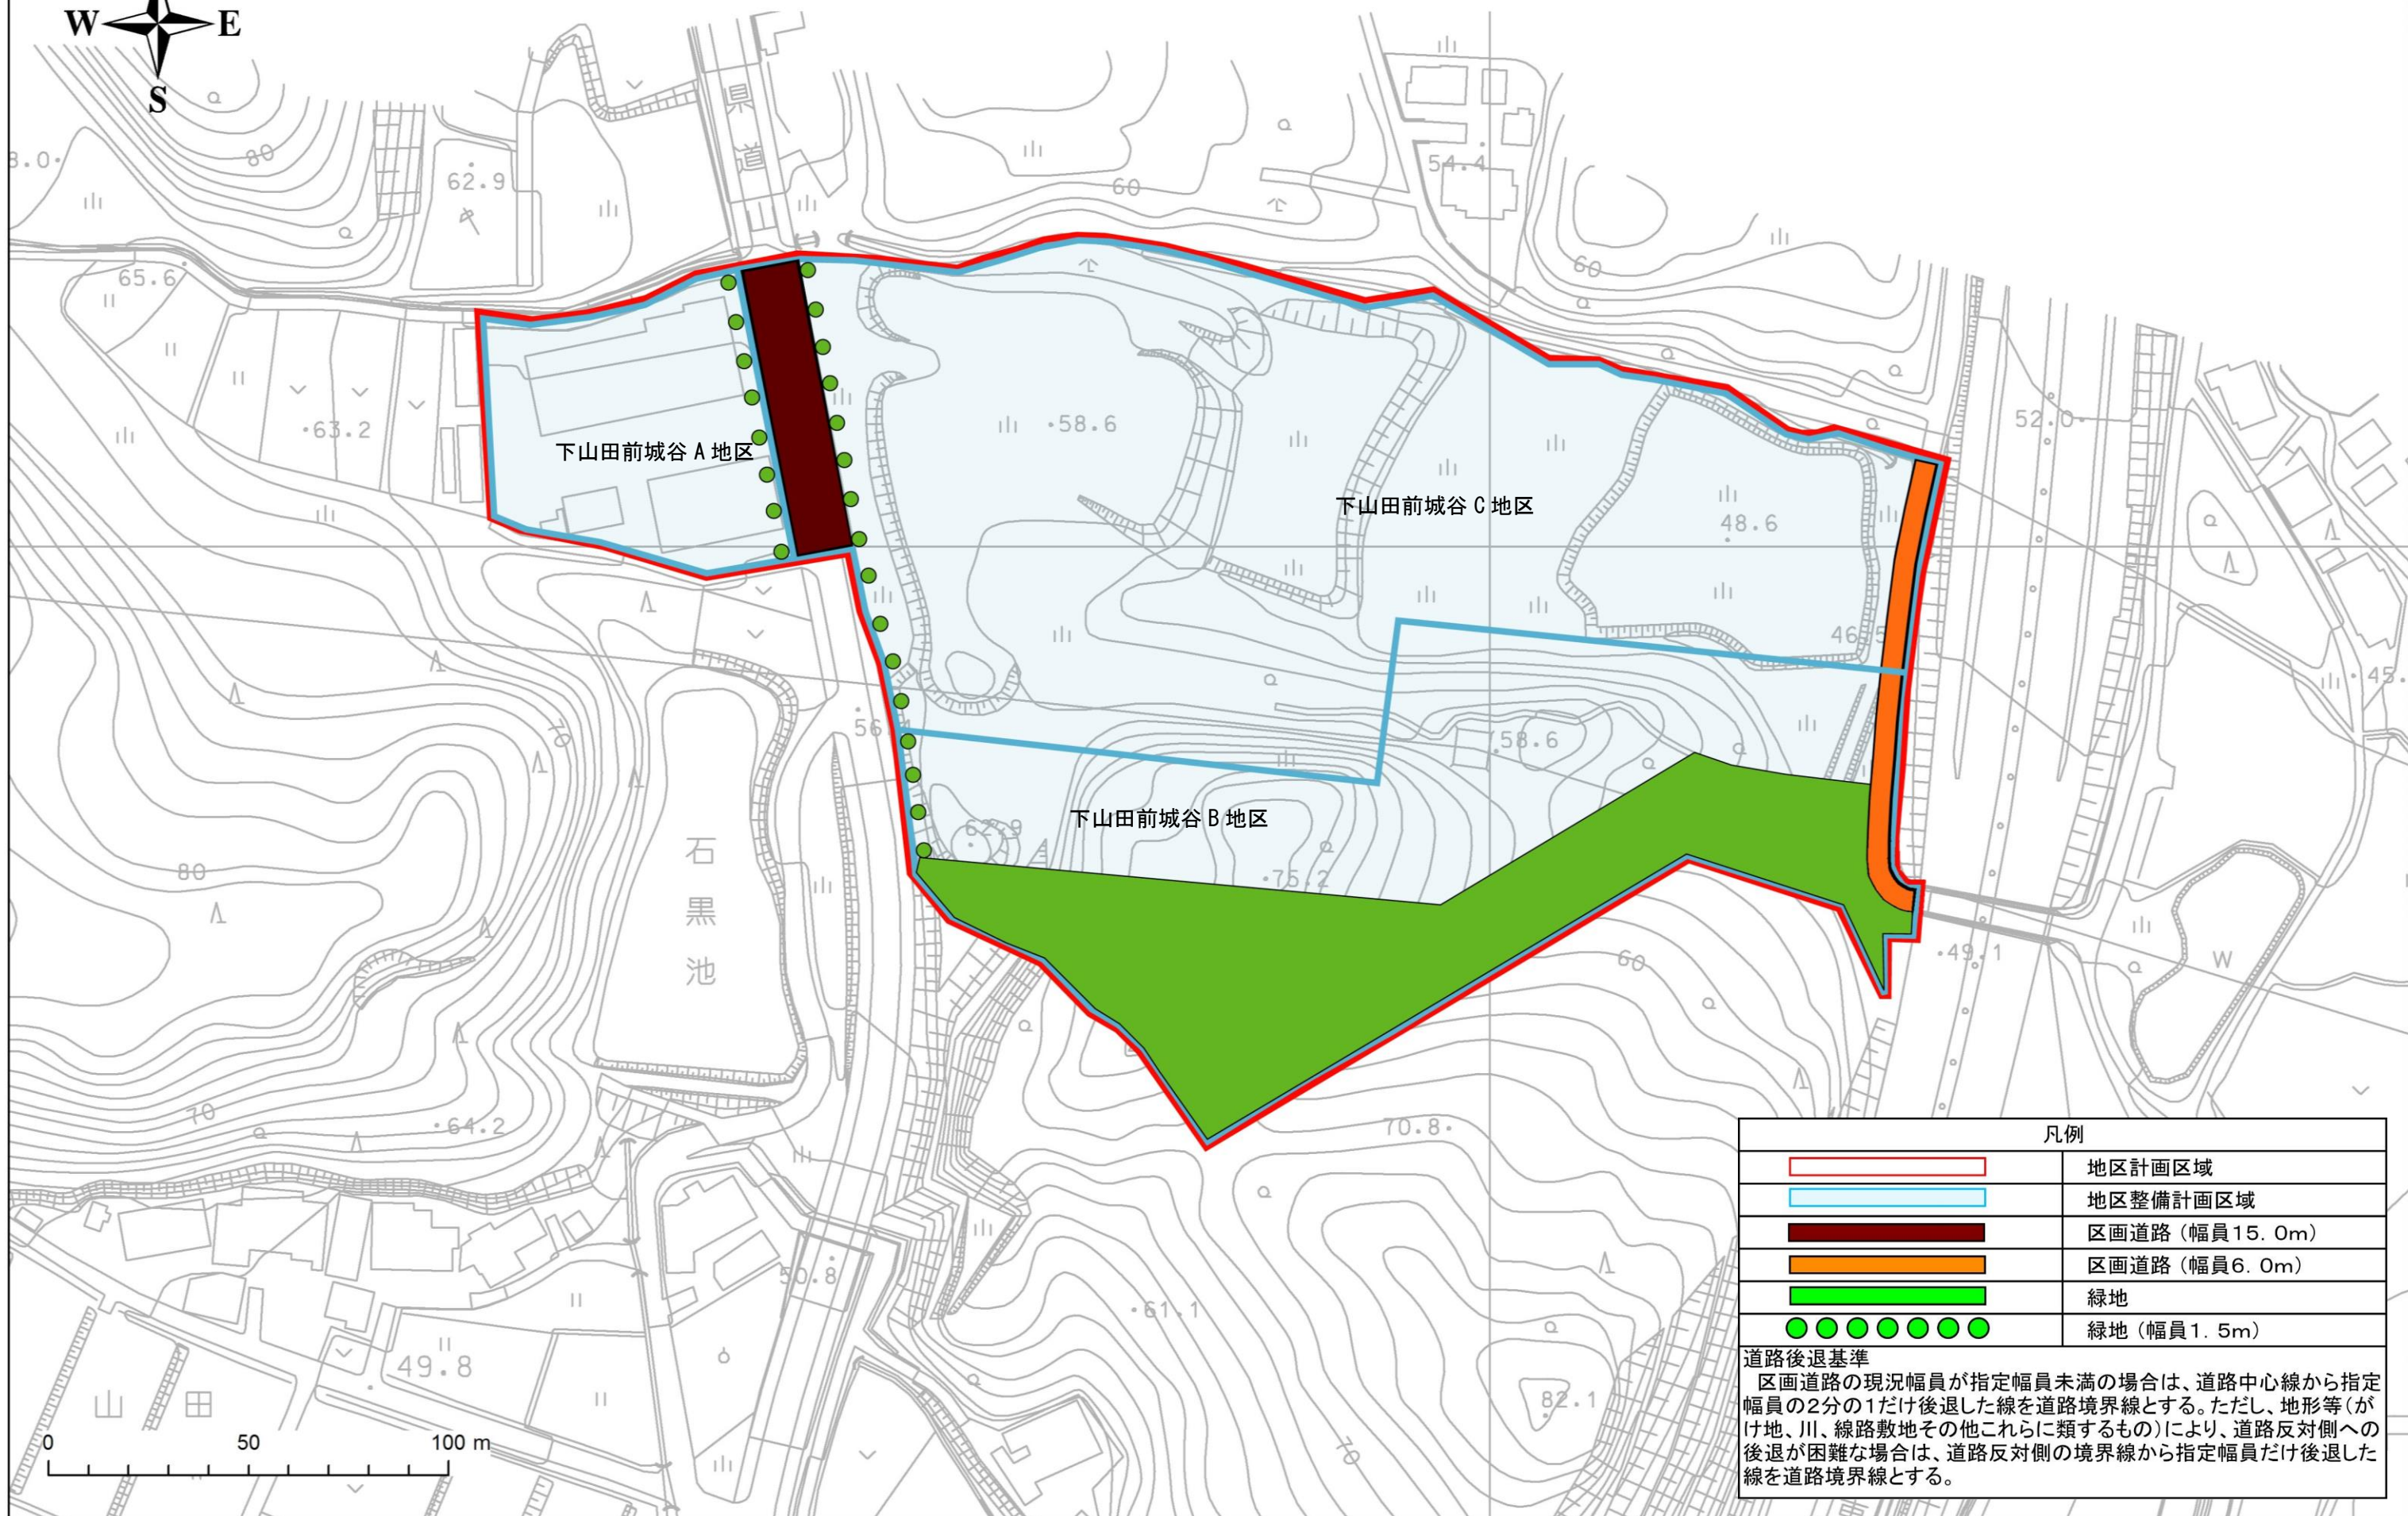 W E
S
県道
山
80
3.0
62.9
60
54.4
65.6
60
63.2
58.6
52.0
下山田前城谷 A 地区
下山田前城谷 C 地区
48.6
46.5
45.
70
56.
58.6
62.9
下山田前城谷 B 地区
石黒池
80
75.2
60
49.1
W
70
64.2
70.8
50.8
61.1
49.8
82.1
70
山田
0 50 100 m
凡例
地区計画区域
地区整備計画区域
区画道路（幅員15．0m）
区画道路（幅員6．0m）
緑地
緑地（幅員1．5m）
道路後退基準
区画道路の現況幅員が指定幅員未満の場合は、道路中心線から指定
幅員の2分の1だけ後退した線を道路境界線とする。ただし、地形等（が
け地、川、線路敷地その他これらに類するもの）により、道路反対側への
後退が困難な場合は、道路反対側の境界線から指定幅員だけ後退した
線を道路境界線とする。